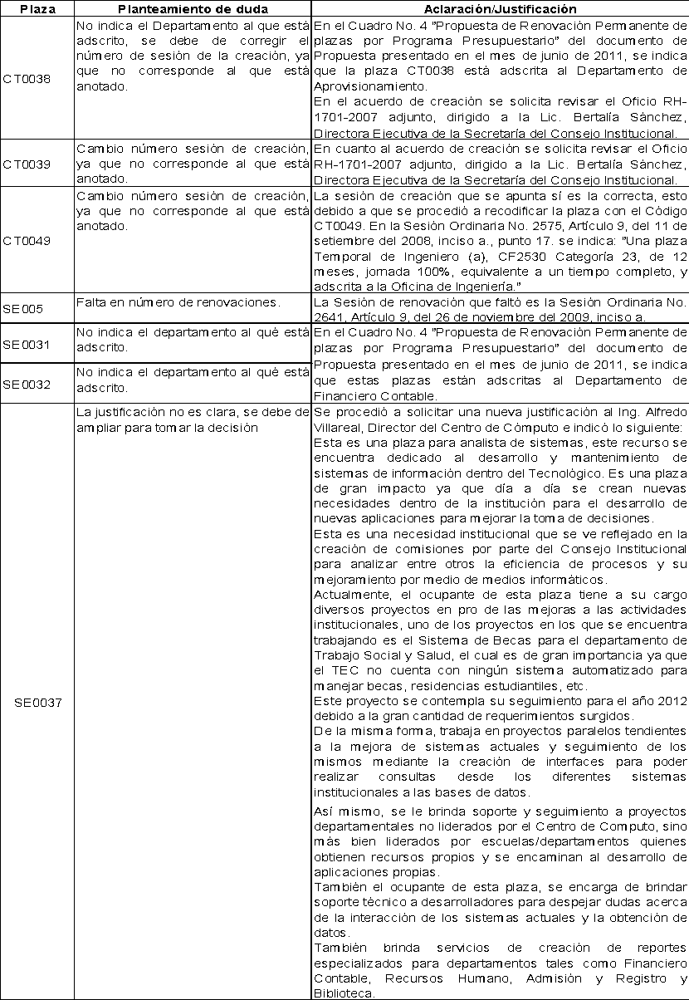 Plaza
Planteamiento de duda
Aclaración/Justificación
CT0038
No indica el Departamento al que está
adscrito, se debe de corregir el
número de sesión de la creación, ya
que no corresponde al que está
anotado.
En el Cuadro No. 4 "Propuesta de Renovación Permanente de
plazas por Programa Presupuestario" del documento de
Propuesta presentado en el mes de junio de 2011, se indica
que la plaza CT0038 está adscrita al Departamento de
Aprovisionamiento.
En el acuerdo de creación se solicita revisar el Oficio RH-
1701-2007 adjunto, dirigido a la Lic. Bertalía Sánchez,
Directora Ejecutiva de la Secretaría del Consejo Institucional.
CT0039
Cambio número sesión de creación,
ya que no corresponde al que está
anotado.
En cuanto al acuerdo de creación se solicita revisar el Oficio
RH-1701-2007 adjunto, dirigido a la Lic. Bertalía Sánchez,
Directora Ejecutiva de la Secretaría del Consejo Institucional.
CT0049
Cambio número sesión de creación,
ya que no corresponde al que está
anotado.
La sesión de creación que se apunta sí es la correcta, esto
debido a que se procedió a recodificar la plaza con el Código
CT0049. En la Sesión Ordinaria No. 2575, Artículo 9, del 11 de
setiembre del 2008, inciso a., punto 17. se indica: "Una plaza
Temporal de Ingeniero (a), CF2530 Categoría 23, de 12
meses, jornada 100%, equivalente a un tiempo completo, y
adscrita a la Oficina de Ingeniería."
SE005
Falta en número de renovaciones.
La Sesión de renovación que faltó es la Sesión Ordinaria No.
2641, Artículo 9, del 26 de noviembre del 2009, inciso a.
SE0031
No indica el departamento al qué está
adscrito.
SE0032
No indica el departamento al qué está
adscrito.
En el Cuadro No. 4 "Propuesta de Renovación Permanente de
plazas por Programa Presupuestario" del documento de
Propuesta presentado en el mes de junio de 2011, se indica
que estas plazas están adscritas al Departamento de
Financiero Contable.
SE0037
La justificación no es clara, se debe de
ampliar para tomar la decisión
Se procedió a solicitar una nueva justificación al Ing. Alfredo
Villareal, Director del Centro de Cómputo e indicó lo siguiente:
Esta es una plaza para analista de sistemas, este recurso se
encuentra dedicado al desarrollo y mantenimiento de
sistemas de información dentro del Tecnológico. Es una plaza
de gran impacto ya que día a día se crean nuevas
necesidades dentro de la institución para el desarrollo de
nuevas aplicaciones para mejorar la toma de decisiones.
Esta es una necesidad institucional que se ve reflejado en la
creación de comisiones por parte del Consejo Institucional
para analizar entre otros la eficiencia de procesos y su
mejoramiento por medio de medios informáticos.
Actualmente, el ocupante de esta plaza tiene a su cargo
diversos proyectos en pro de las mejoras a las actividades
institucionales, uno de los proyectos en los que se encuentra
trabajando es el Sistema de Becas para el departamento de
Trabajo Social y Salud, el cual es de gran importancia ya que
el TEC no cuenta con ningún sistema automatizado para
manejar becas, residencias estudiantiles, etc.
Este proyecto se contempla su seguimiento para el año 2012
debido a la gran cantidad de requerimientos surgidos.
De la misma forma, trabaja en proyectos paralelos tendientes
a la mejora de sistemas actuales y seguimiento de los
mismos mediante la creación de interfaces para poder
realizar consultas desde los diferentes sistemas
institucionales a las bases de datos.
Así mismo, se le brinda soporte y seguimiento a proyectos
departamentales no liderados por el Centro de Computo, sino
más bien liderados por escuelas/departamentos quienes
obtienen recursos propios y se encaminan al desarrollo de
aplicaciones propias.
También el ocupante de esta plaza, se encarga de brindar
soporte técnico a desarrolladores para despejar dudas acerca
de la interacción de los sistemas actuales y la obtención de
datos.
También brinda servicios de creación de reportes
especializados para departamentos tales como Financiero
Contable, Recursos Humano, Admisión y Registro y
Biblioteca.